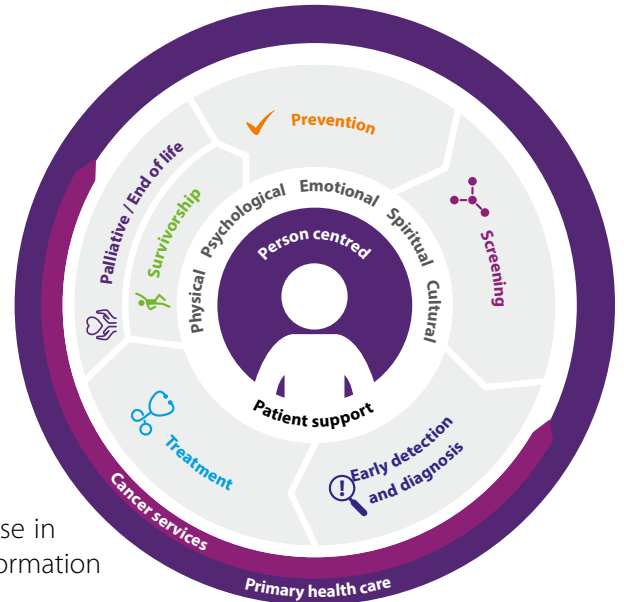 Prevention
Screening
Early detection
and diagnosis
Treatment
Survivorship
Palliative / End of life
Physical
Psychological
Emotional
Spiritual
Cultural
Person centred
Patient support
Cancer services
Primary health care
se in
ormation